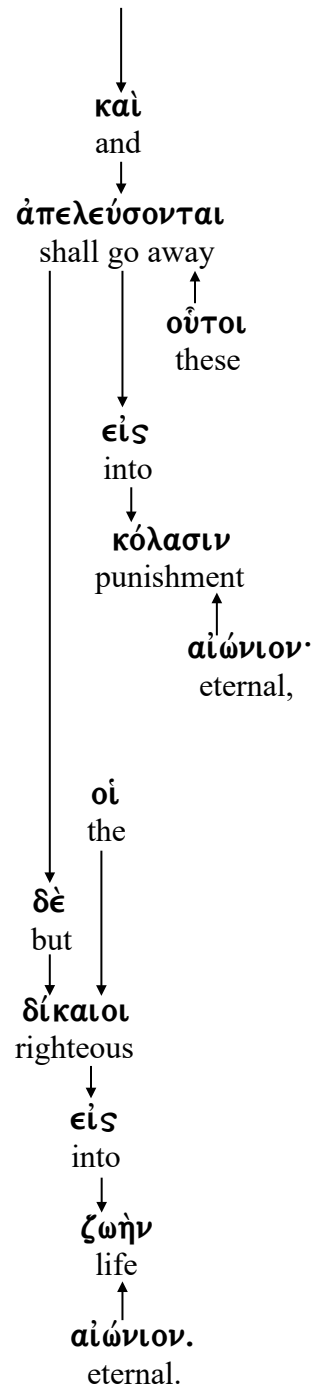 καὶ
and
ἀπελεύσονται
shall go away
οὗτοι
these
εἰς
into
κόλασιν
punishment
αἰώνιον·
eternal,
οἱ
the
δὲ
but
δίκαιοι
righteous
εἰς
into
ζωὴν
life
αἰώνιον.
eternal.